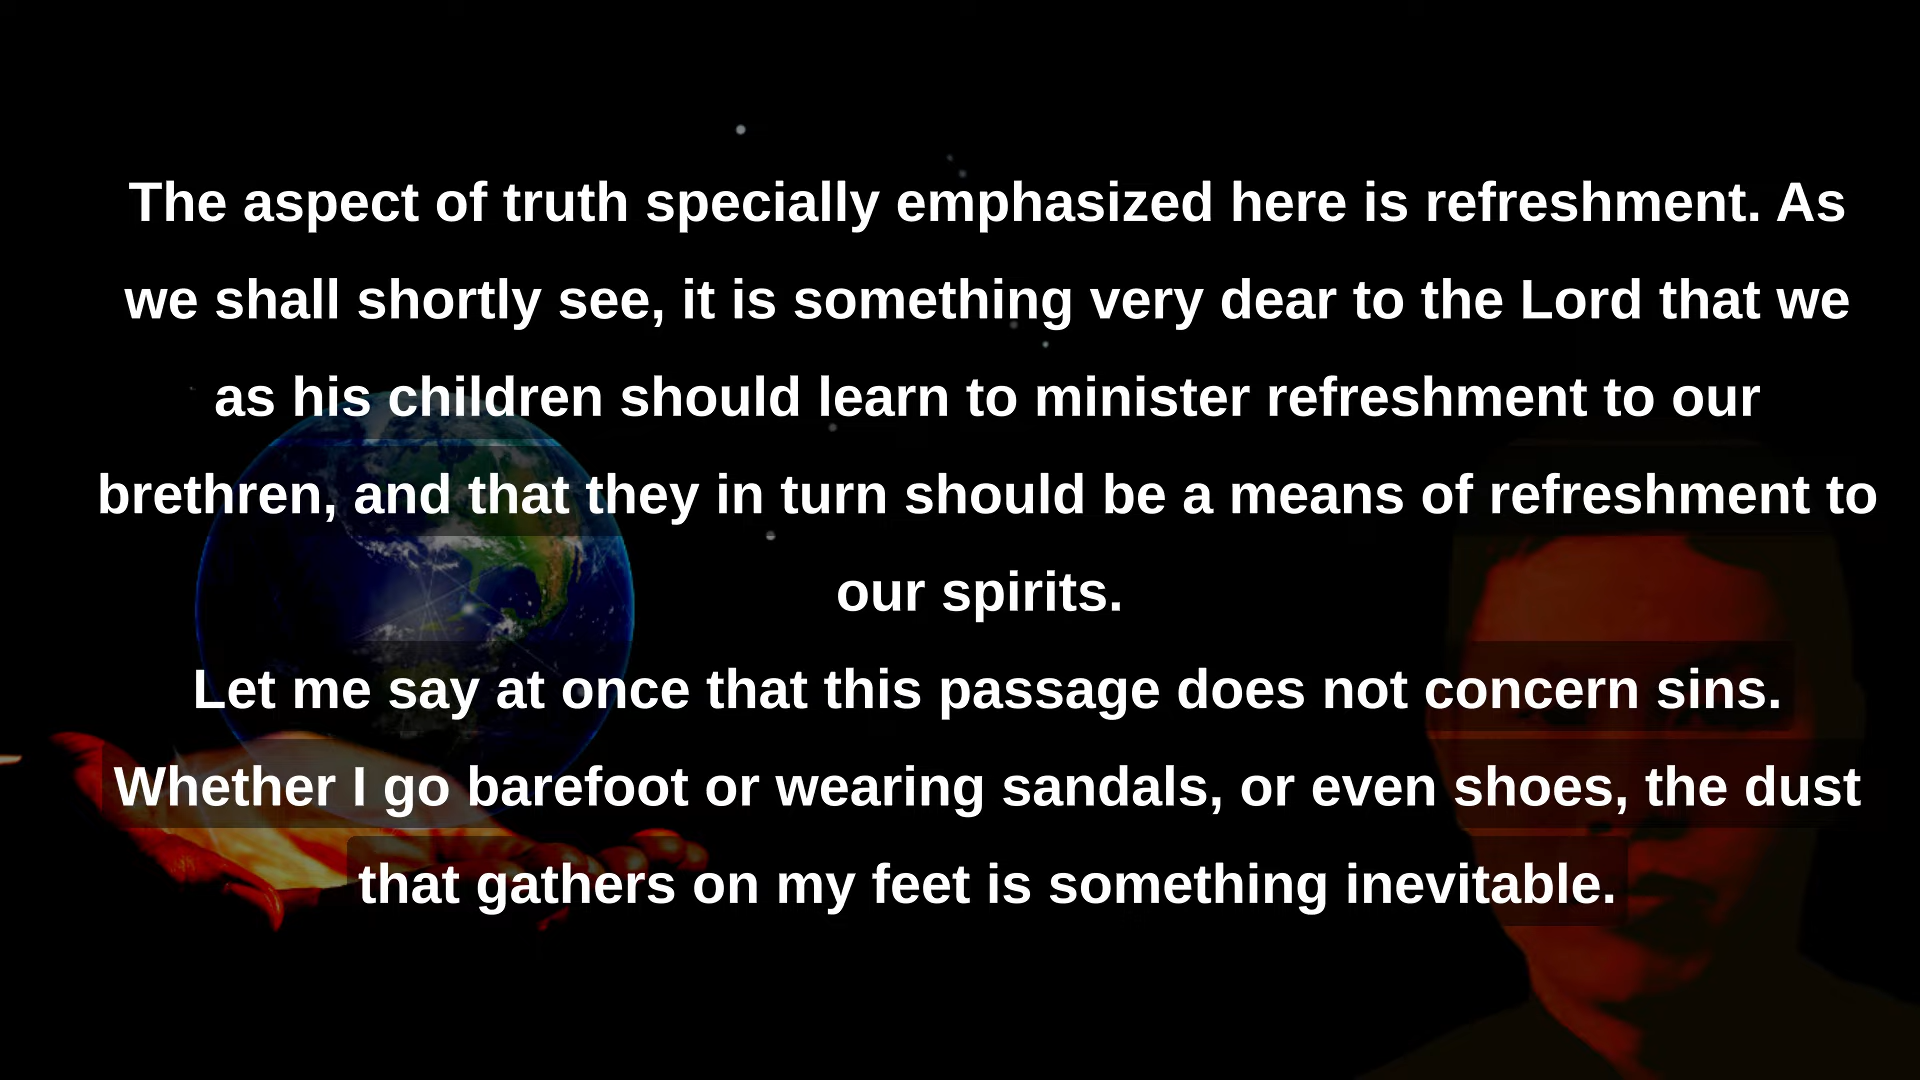 The aspect of truth specially emphasized here is refreshment. As
we shall shortly see, it is something very dear to the Lord that we
as his children should learn to minister refreshment to our
brethren, and that they in turn should be a means of refreshment to
our spirits.
Let me say at once that this passage does not concern sins.
Whether I go barefoot or wearing sandals, or even shoes, the dust
that gathers on my feet is something inevitable.